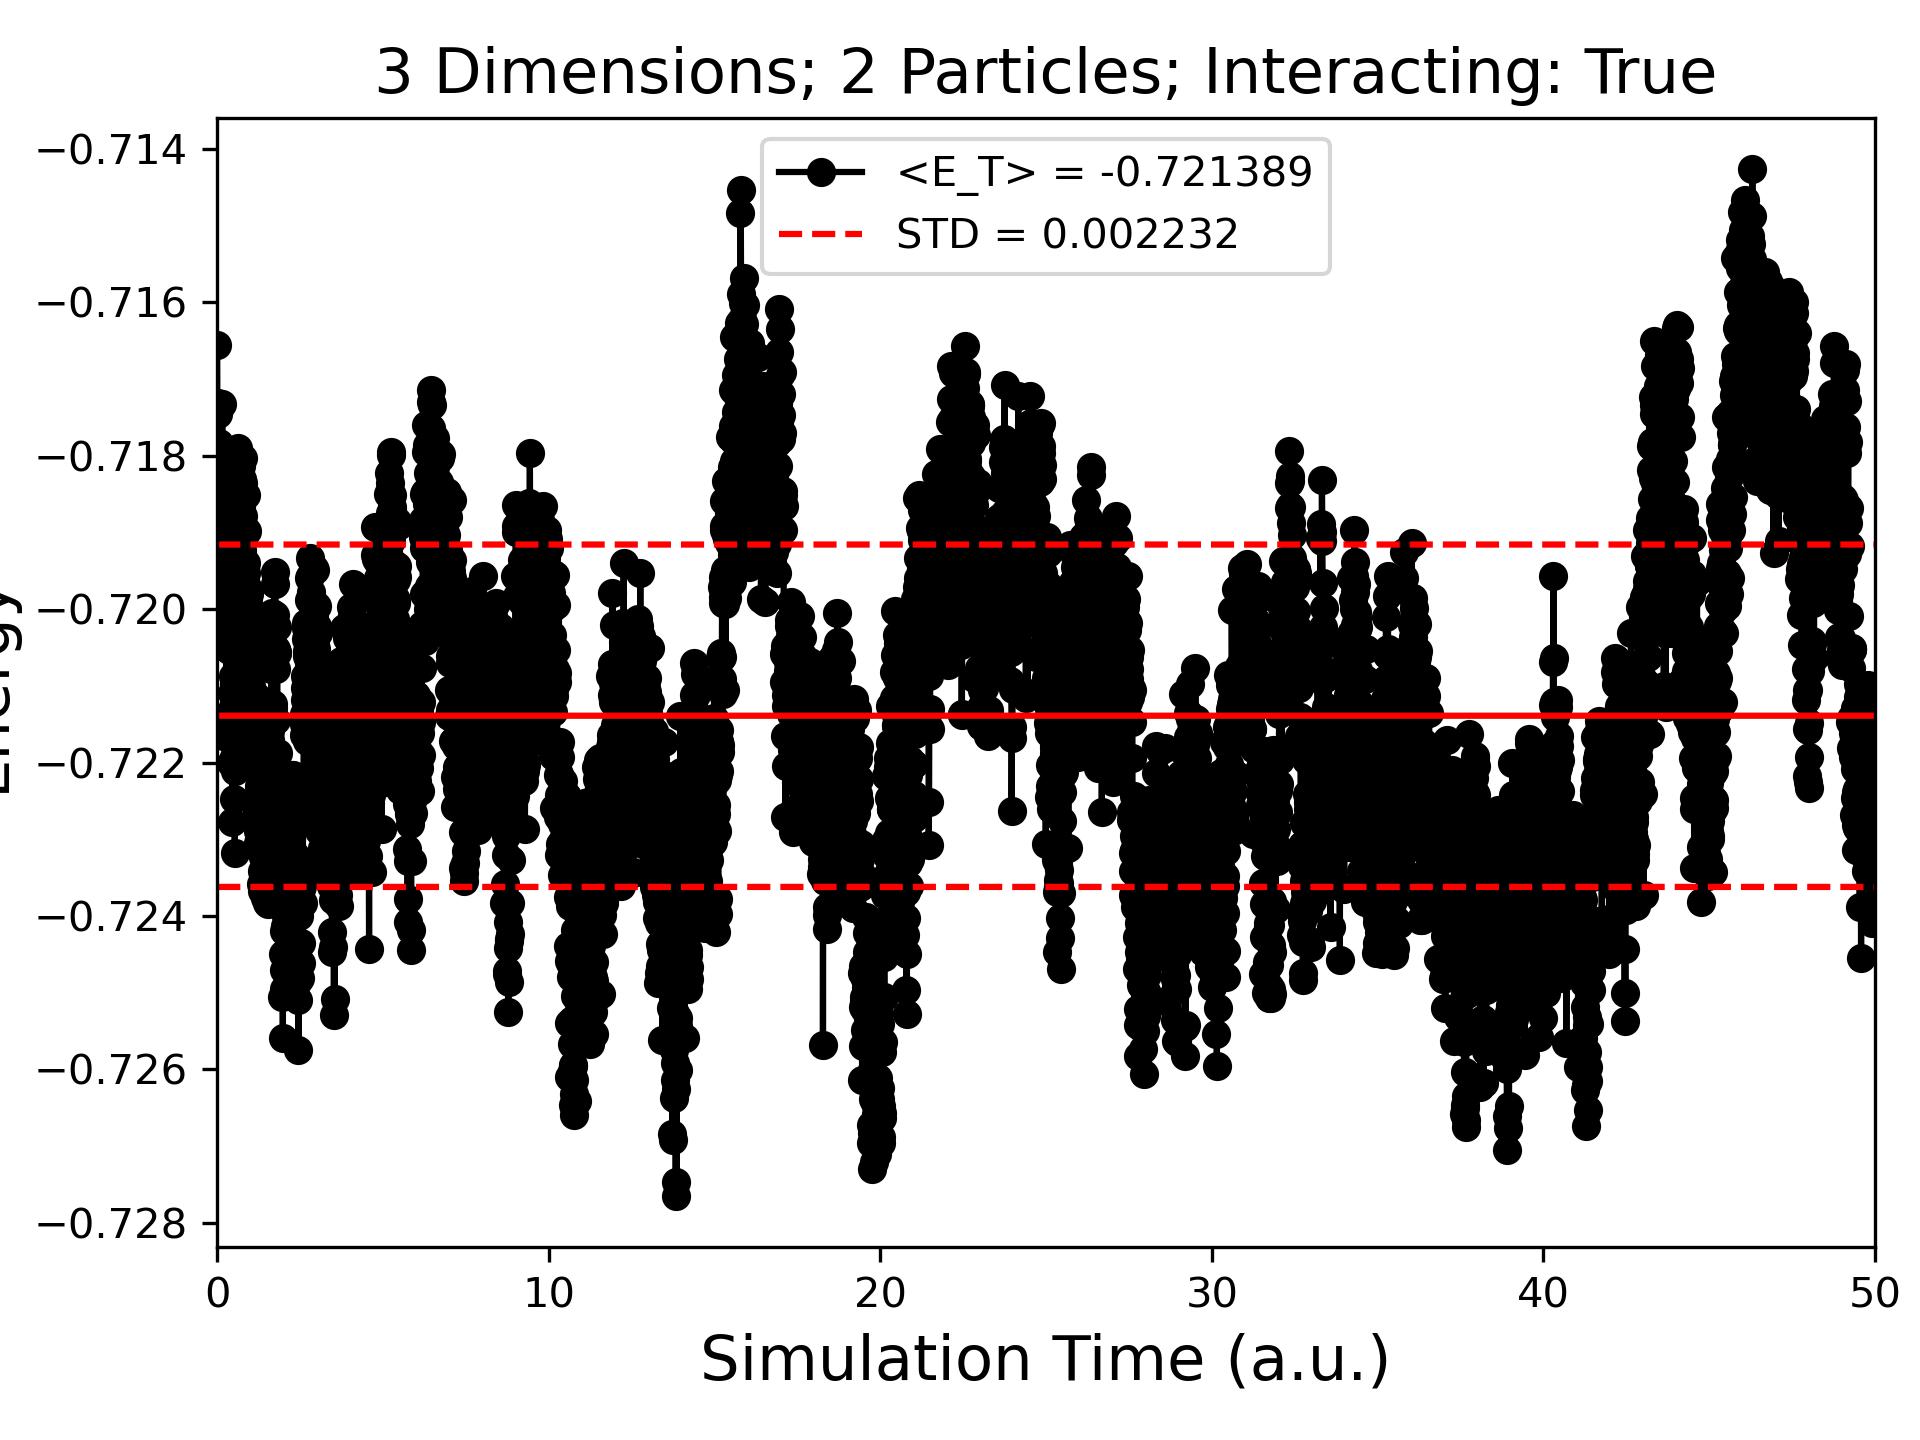 3 Dimensions; 2 Particles; Interacting: True
<E_T> = -0.721389
STD = 0.002232
−0.714
−0.716
−0.718
−0.720
−0.722
−0.724
−0.726
−0.728
Energy
0 10 20 30 40 50
Simulation Time (a.u.)